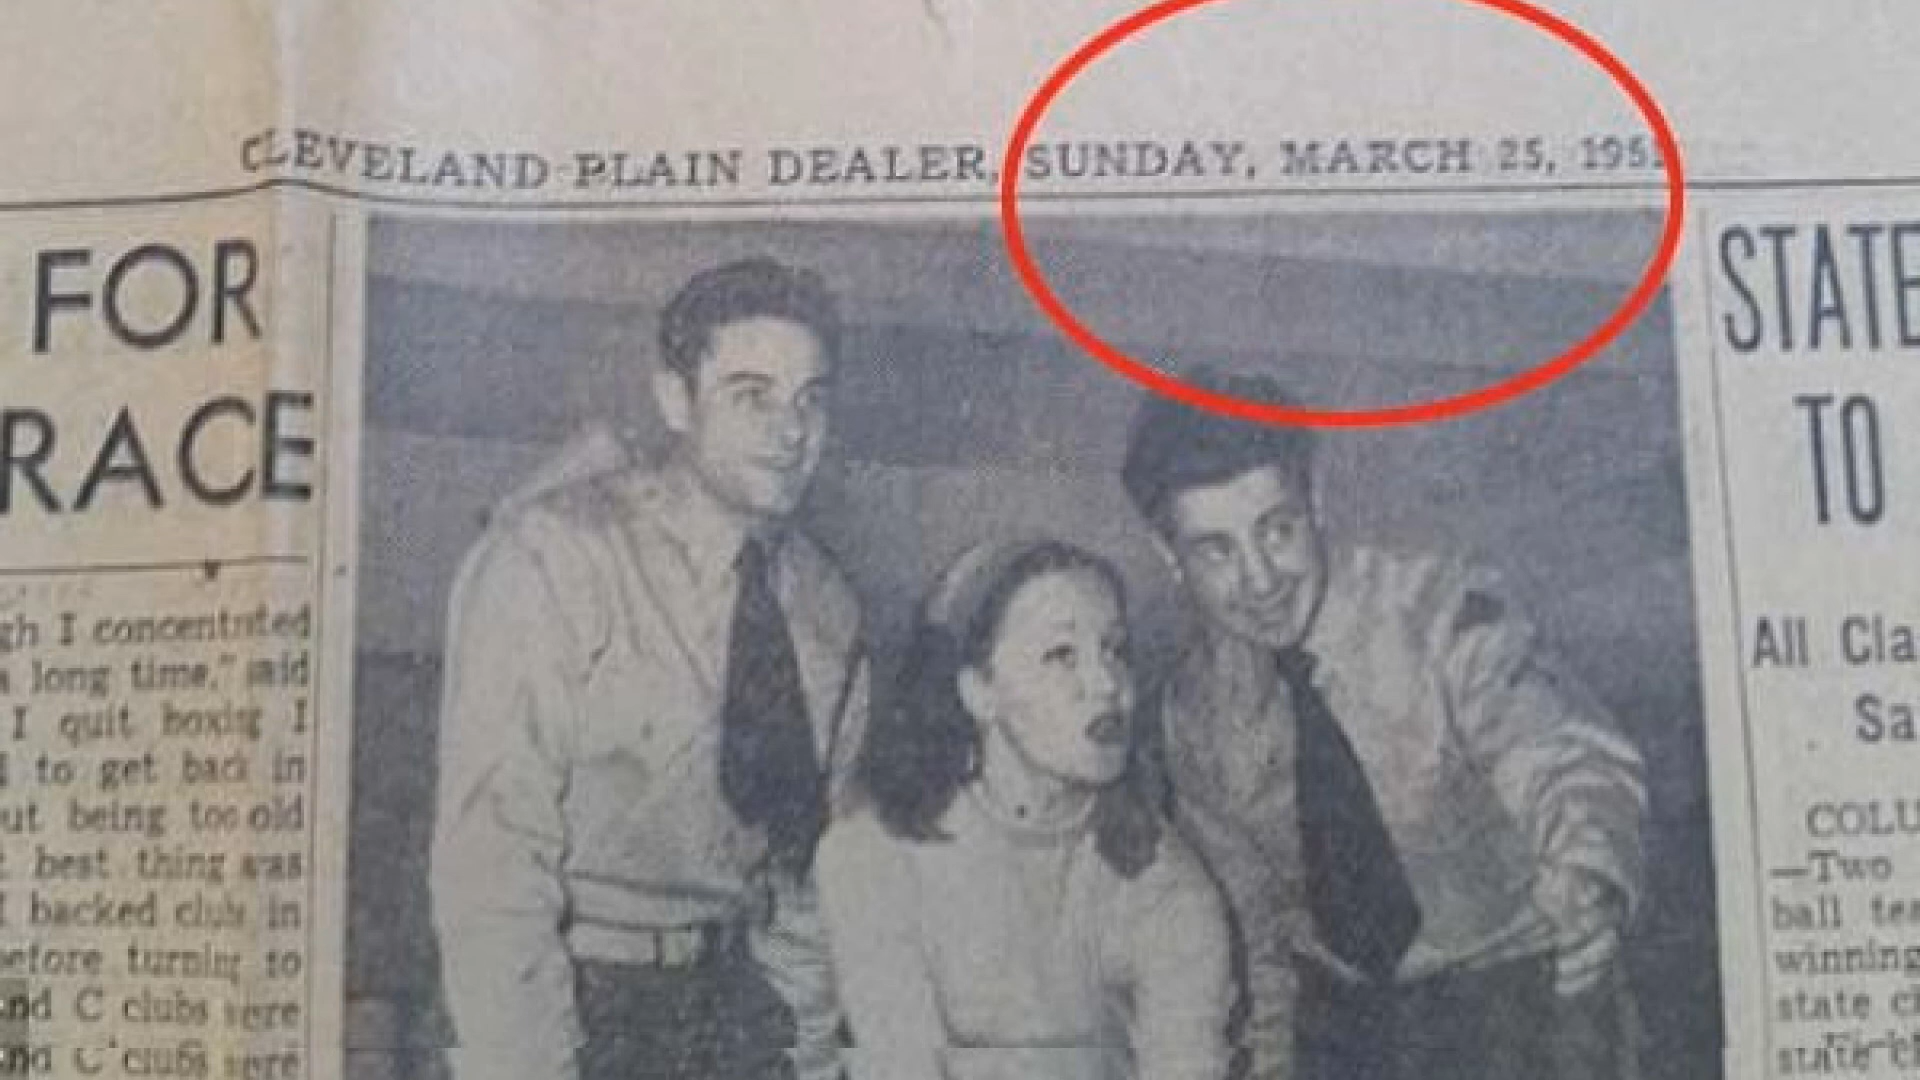 CLEVELAND PLAIN DEALER, SUNDAY, MARCH 25,
FOR
RACE
gh I concentrated
a long time," said
I quit boxing I
to get back in
ut being too old
t best thing was
I backed clubs in
efore turning to
nd C clubs were
nd C clubs were
STATE
TO
All Cla
Sa
COLU
—Two
ball tea
winning
state c
state c